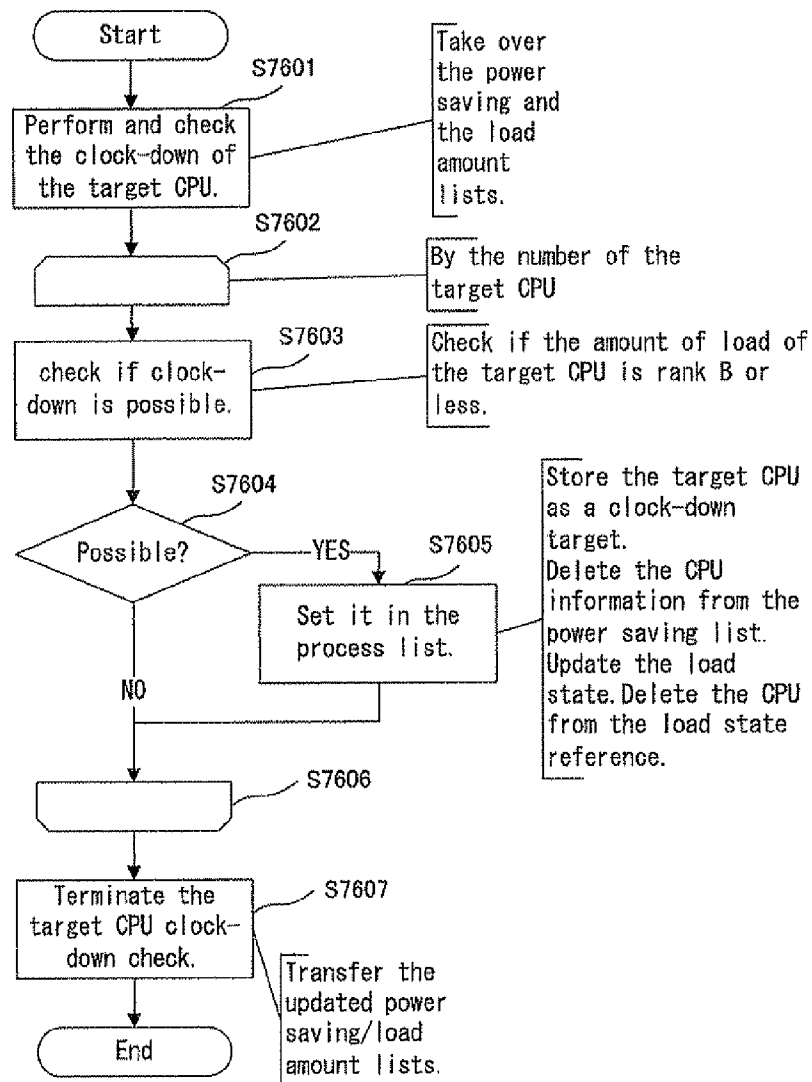 Start
S7601
Perform and check
the clock-down of
the target CPU.
Take over
the power
saving and
the load
amount
lists.
S7602
By the number of the
target CPU
S7603
check if clock-
down is possible.
Check if the amount of load of
the target CPU is rank B or
less.
S7604
Possible?
YES
NO
S7605
Set it in the
process list.
Store the target CPU
as a clock-down
target.
Delete the CPU
information from the
power saving list.
Update the load
state. Delete the CPU
from the load state
reference.
S7606
S7607
Terminate the
target CPU clock-
down check.
Transfer the
updated power
saving/load
amount lists.
End